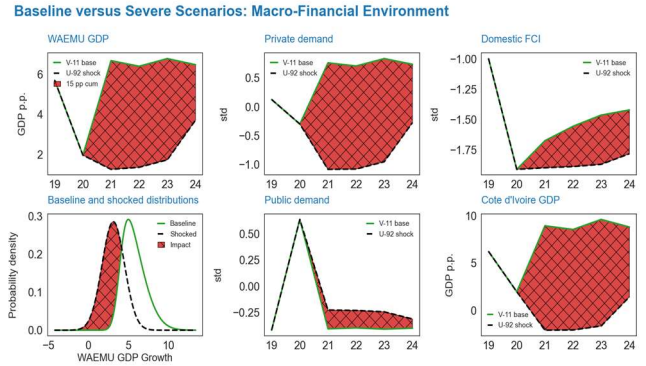 Baseline versus Severe Scenarios: Macro-Financial Environment
WAEMU GDP
GDP p.p.
6
4
2
V-11 base
U-92 shock
15 pp cum
19 20 21 22 23 24
Private demand
std
0.5
0.0
−0.5
−1.0
V-11 base
U-92 shock
19 20 21 22 23 24
Domestic FCI
std
−1.00
−1.25
−1.50
−1.75
V-11 base
U-92 shock
19 20 21 22 23 24
Baseline and shocked distributions
Probability density
0.3
0.2
0.1
0.0
Baseline
Shocked
Impact
−5 0 5 10
WAEMU GDP Growth
Public demand
std
0.50
0.25
0.00
−0.25
V-11 base
U-92 shock
19 20 21 22 23 24
Cote d'Ivoire GDP
GDP p.p.
10
5
0
V-11 base
U-92 shock
19 20 21 22 23 24